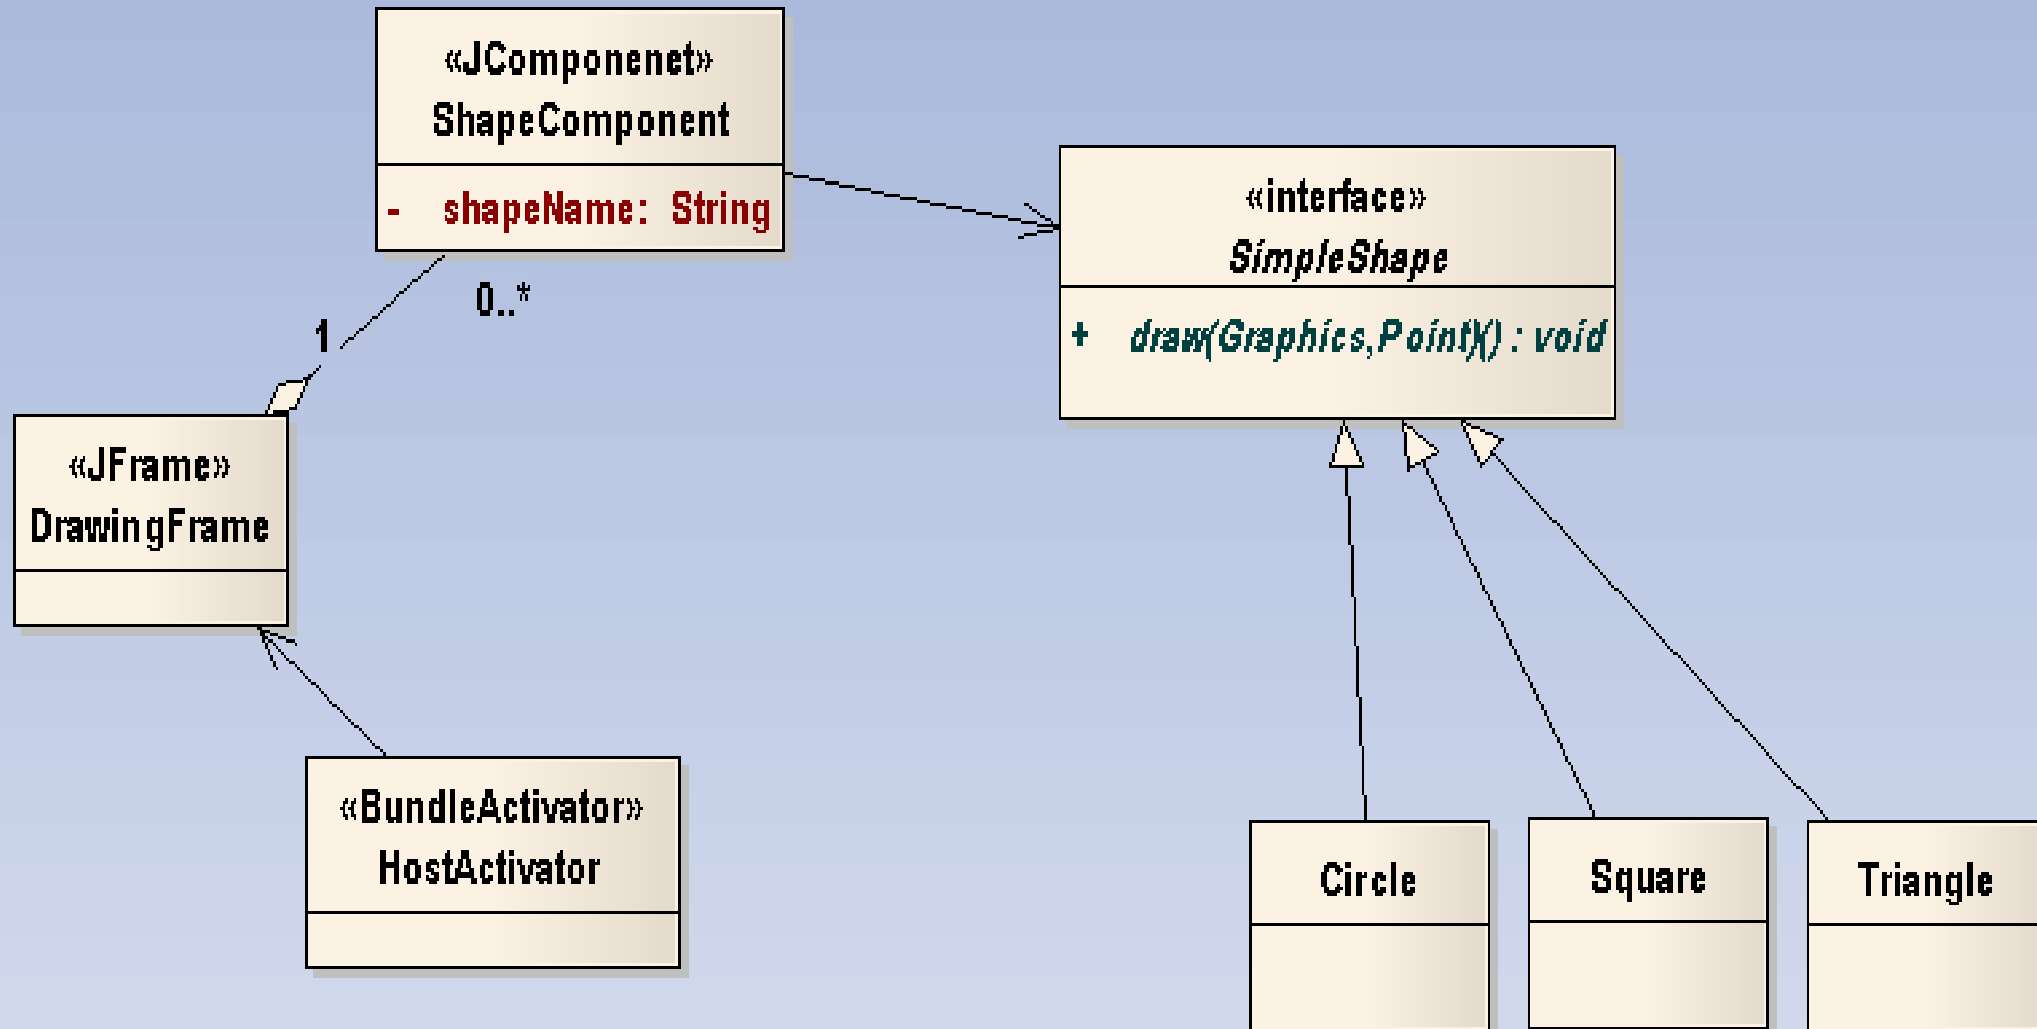 «JComponenet»
ShapeComponent
- shapeName: String
«interface»
SimpleShape
+ draw(Graphics,Point)() : void
0..*
1
«JFrame»
DrawingFrame
«BundleActivator»
HostActivator
Circle
Square
Triangle